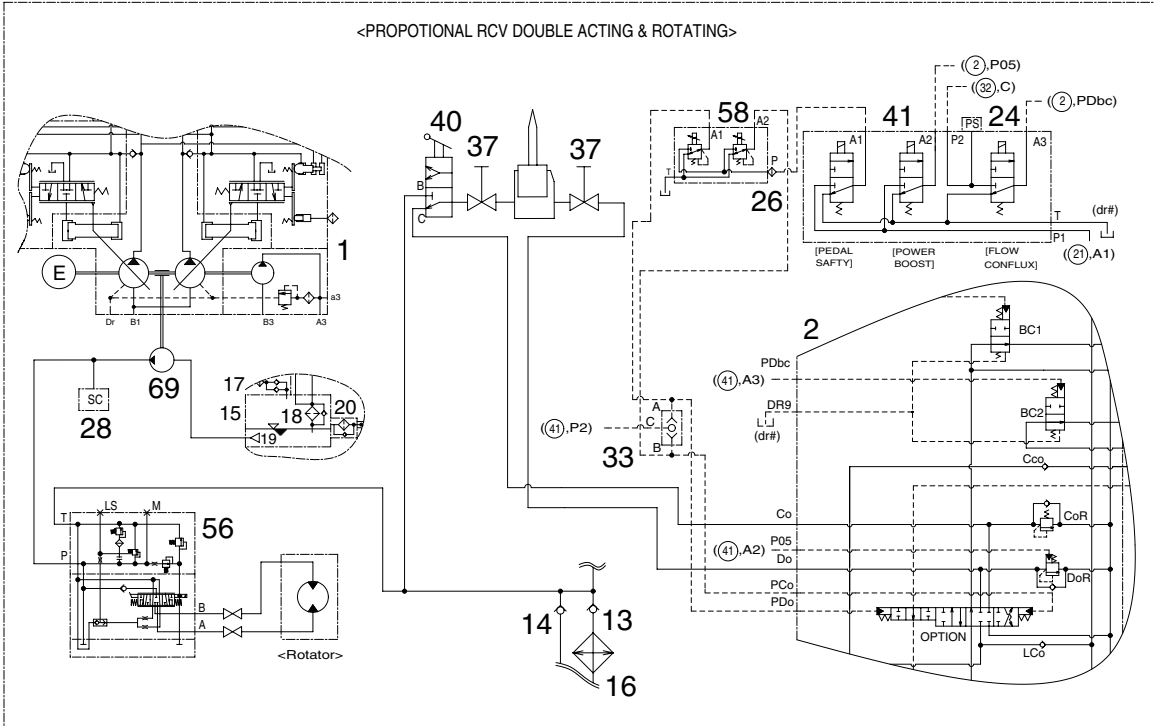 <PROPOTIONAL RCV DOUBLE ACTING & ROTATING>
(2,P05)
(32,C)
(2,PDbc)
58
41
24
40
37
37
A1
A2
A1
A2
P2
PS
A3
T
P
26
B
C
T
(dr#)
P1
(21,A1)
[PEDAL SAFTY]
[POWER BOOST]
[FLOW CONFLUX]
1
E
a3
Dr
B1
B3
A3
69
SC
28
17
15
18
20
19
2
BC1
PDbc
(41,A3)
DR9
(dr#)
BC2
A
C
B
(41,P2)
33
Cco
Co
CoR
P05
(41,A2)
Do
DoR
PCo
PDo
OPTION
LCo
T
LS
M
56
P
B
A
<Rotator>
14
13
16